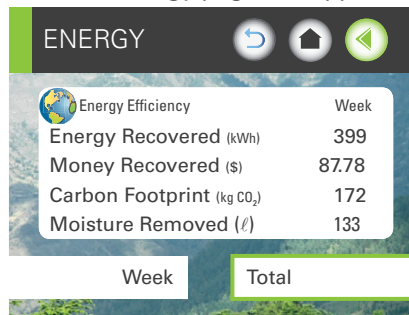 ENERGY
Energy Efficiency Week
Energy Recovered (kWh) 399
Money Recovered ($) 87.78
Carbon Footprint (kg CO₂) 172
Moisture Removed (ℓ) 133
Week Total